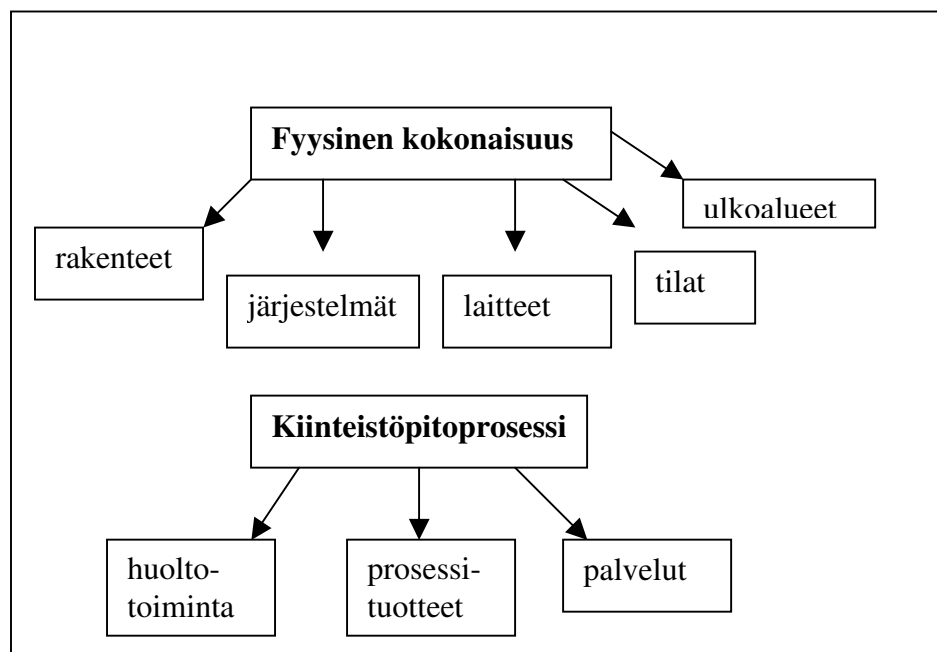 Fyysinen kokonaisuus
ulkoalueet
rakenteet
tilat
järjestelmät
laitteet
Kiinteistöpitoprosessi
huolto-
toiminta
prosessi-
tuotteet
palvelut